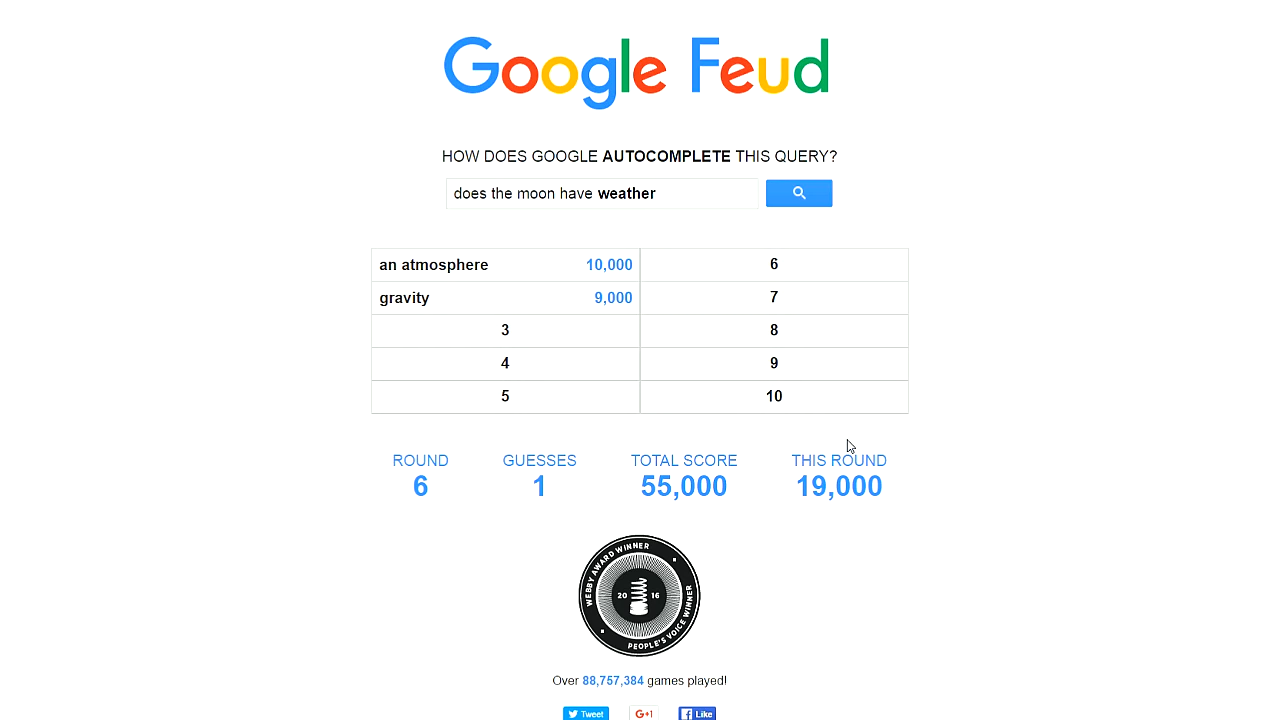 Google Feud
HOW DOES GOOGLE AUTOCOMPLETE THIS QUERY?
does the moon have weather
an atmosphere 10,000 6
gravity 9,000 7
3 8
4 9
5 10
ROUND GUESSES TOTAL SCORE THIS ROUND
6 1 55,000 19,000
WEBBY AWARD WINNER
20 16
PEOPLE'S VOICE WINNER
Over 88,757,384 games played!
Tweet G+1 Like